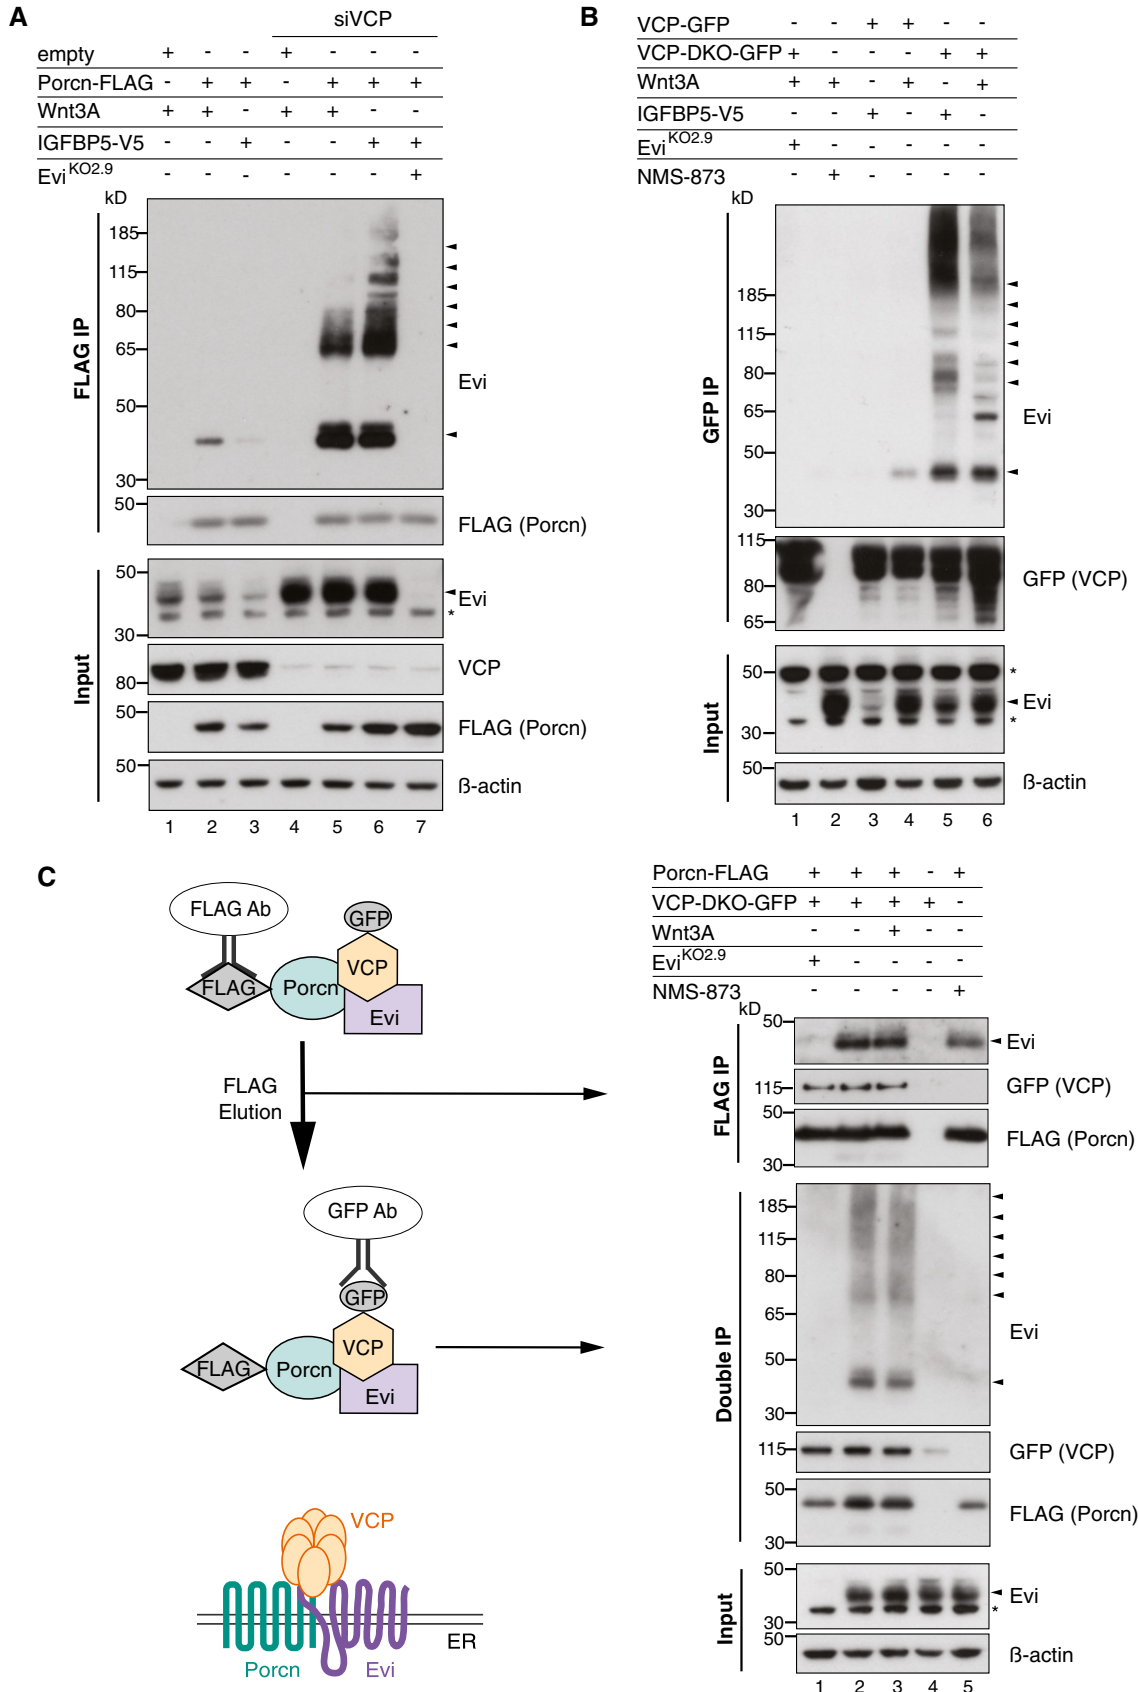 A
siVCP
empty + - - + - - -
Porcn-FLAG - + + - + + +
Wnt3A + + - + + - -
IGFBP5-V5 - - + - - + +
Evi KO2.9 - - - - - - +
kD
FLAG IP
185
115
80
65
50
30
Evi
50
FLAG (Porcn)
Input
50
30
Evi
*
80
VCP
50
FLAG (Porcn)
50
ß-actin
1 2 3 4 5 6 7
B
VCP-GFP - - + + - -
VCP-DKO-GFP + - - - + +
Wnt3A + + - + - +
IGFBP5-V5 - - + - + -
Evi KO2.9 + - - - - -
NMS-873 - + - - - -
kD
GFP IP
185
115
80
65
50
30
Evi
115
80
65
GFP (VCP)
Input
50
30
*
Evi
*
50
ß-actin
1 2 3 4 5 6
C
FLAG Ab
GFP
VCP
FLAG
Porcn
Evi
FLAG
Elution
GFP Ab
GFP
VCP
FLAG
Porcn
Evi
VCP
ER
Porcn
Evi
Porcn-FLAG + + + - +
VCP-DKO-GFP + + + + -
Wnt3A - - + - -
Evi KO2.9 + - - - -
NMS-873 - - - - +
kD
FLAG IP
50
Evi
115
GFP (VCP)
50
30
FLAG (Porcn)
Double IP
185
115
80
65
50
30
Evi
115
GFP (VCP)
50
30
FLAG (Porcn)
Input
50
30
Evi
*
50
ß-actin
1 2 3 4 5